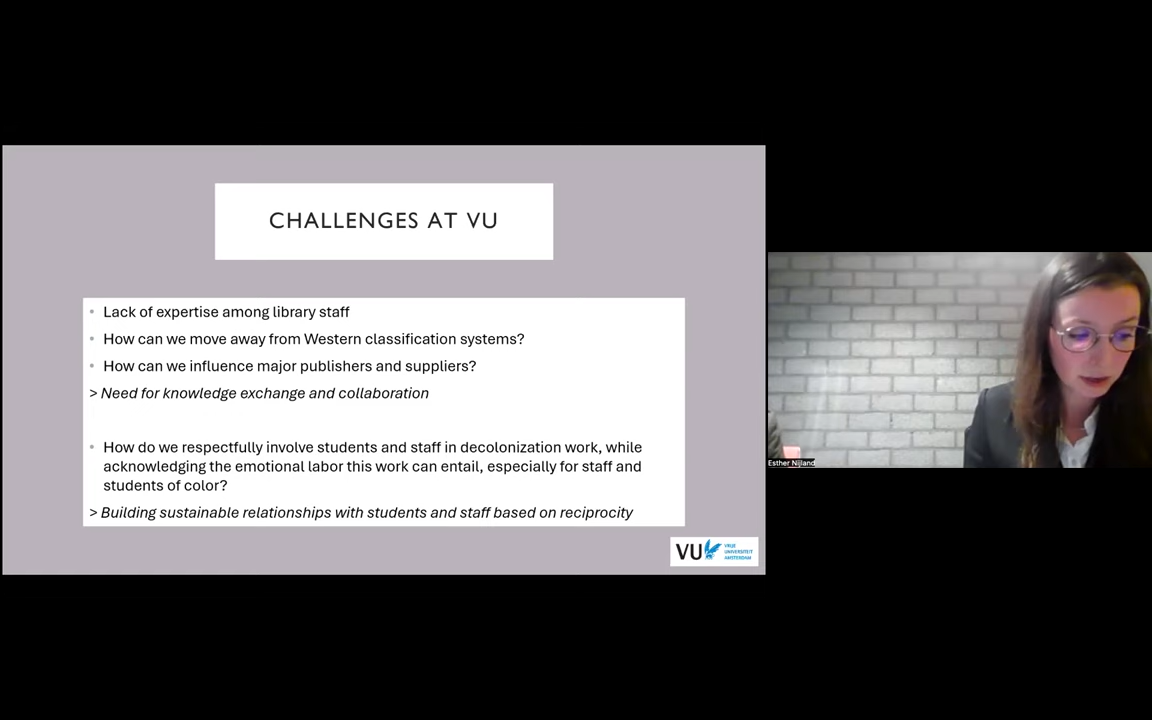 CHALLENGES AT VU
Lack of expertise among library staff
How can we move away from Western classification systems?
How can we influence major publishers and suppliers?
> Need for knowledge exchange and collaboration
How do we respectfully involve students and staff in decolonization work, while
acknowledging the emotional labor this work can entail, especially for staff and
students of color?
> Building sustainable relationships with students and staff based on reciprocity
VU
VRIJE
UNIVERSITEIT
AMSTERDAM
Esther Nijland